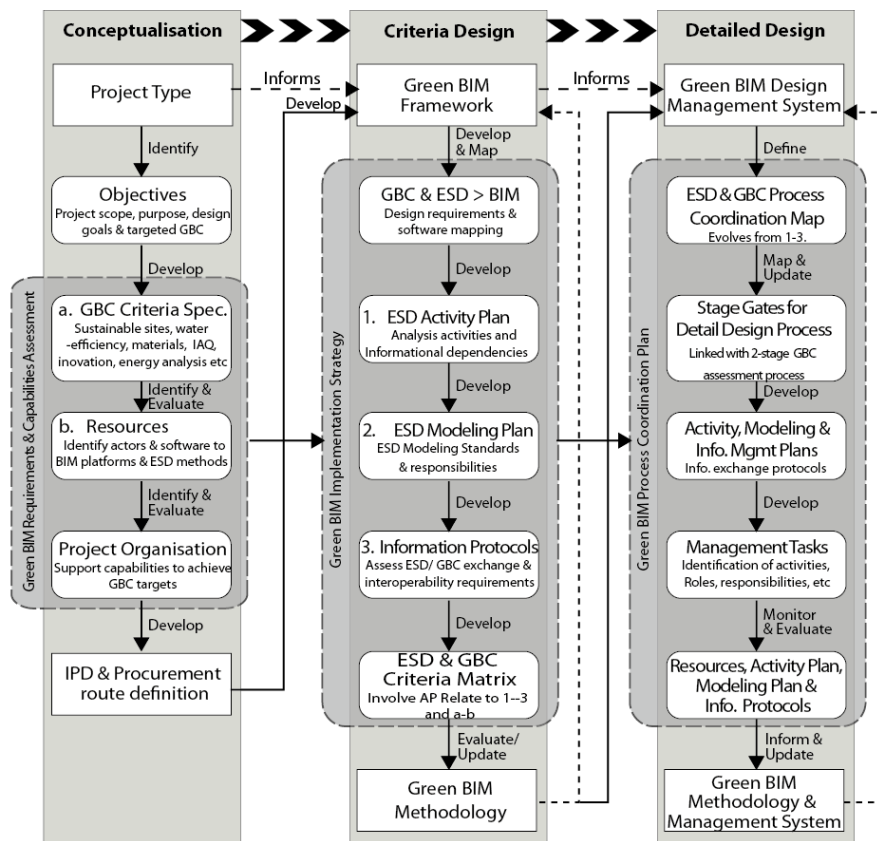 Conceptualisation
Project Type
Identify
Objectives
Project scope, purpose, design
goals & targeted GBC
Develop
Green BIM Requirements & Capabilities Assessment
a. GBC Criteria Spec.
Sustainable sites, water
-efficiency, materials, IAQ,
inovation, energy analysis etc
Identify &
Evaluate
b. Resources
Identify actors & software to
BIM platforms & ESD methods
Identify &
Evaluate
Project Organisation
Support capabilities to achieve
GBC targets
Develop
IPD & Procurement
route definition
Informs
Develop
Criteria Design
Green BIM
Framework
Develop
& Map
Green BIM Implementation Strategy
GBC & ESD > BIM
Design requirements &
software mapping
Develop
1. ESD Activity Plan
Analysis activities and
Informational dependencies
Develop
2. ESD Modeling Plan
ESD Modeling Standards
& responsibilities
Develop
3. Information Protocols
Assess ESD/ GBC exchange &
interoperability requirements
Develop
ESD & GBC
Criteria Matrix
Involve AP Relate to 1--3
and a-b
Evaluate/
Update
Green BIM
Methodology
Informs
Detailed Design
Green BIM Design
Management System
Define
Green BIM Process Coordination Plan
ESD & GBC Process
Coordination Map
Evolves from 1-3.
Map &
Update
Stage Gates for
Detail Design Process
Linked with 2-stage GBC
assessment process
Develop
Activity, Modeling &
Info. Mgmt Plans
Info. exchange protocols
Develop
Management Tasks
Identification of activities,
Roles, responsibilities, etc
Monitor
& Evaluate
Resources, Activity Plan,
Modeling Plan &
Info. Protocols
Inform &
Update
Green BIM
Methodology &
Management System